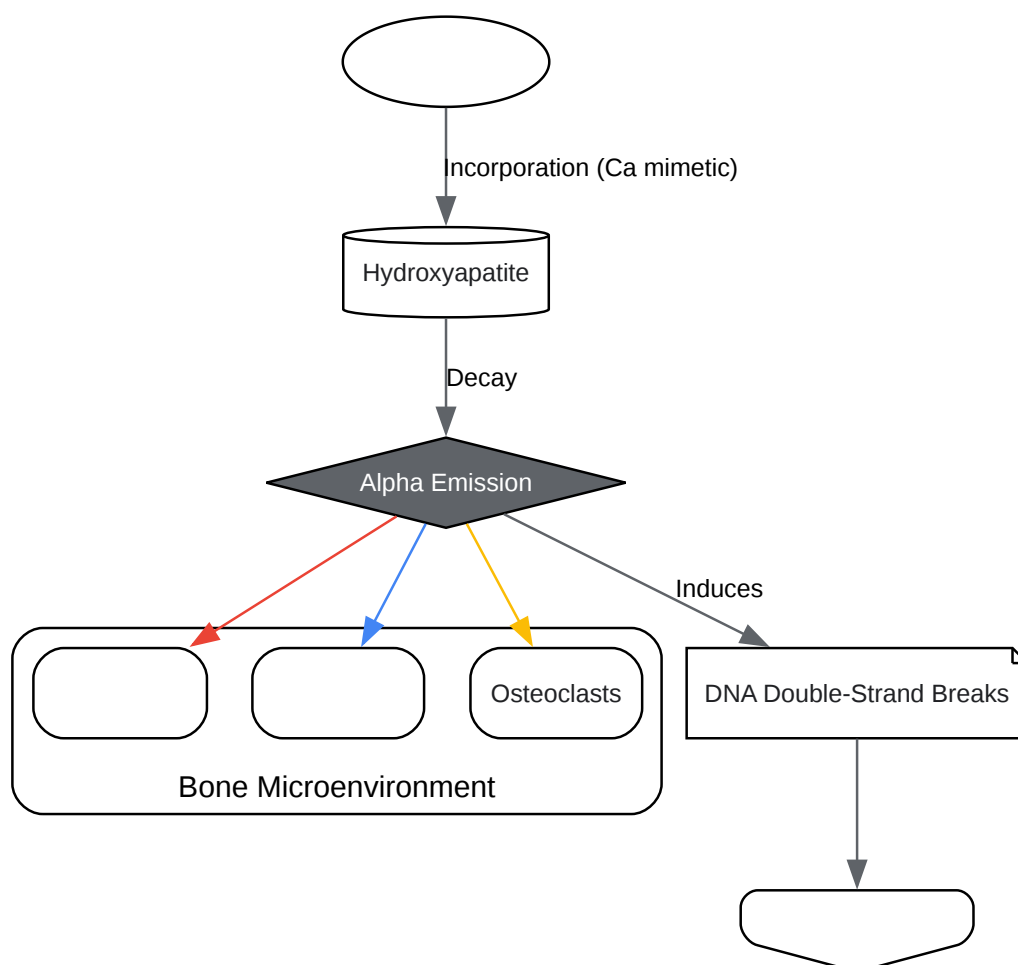 Incorporation (Ca mimetic)
Hydroxyapatite
Decay
Alpha Emission
Induces
Osteoclasts
DNA Double-Strand Breaks
Bone Microenvironment